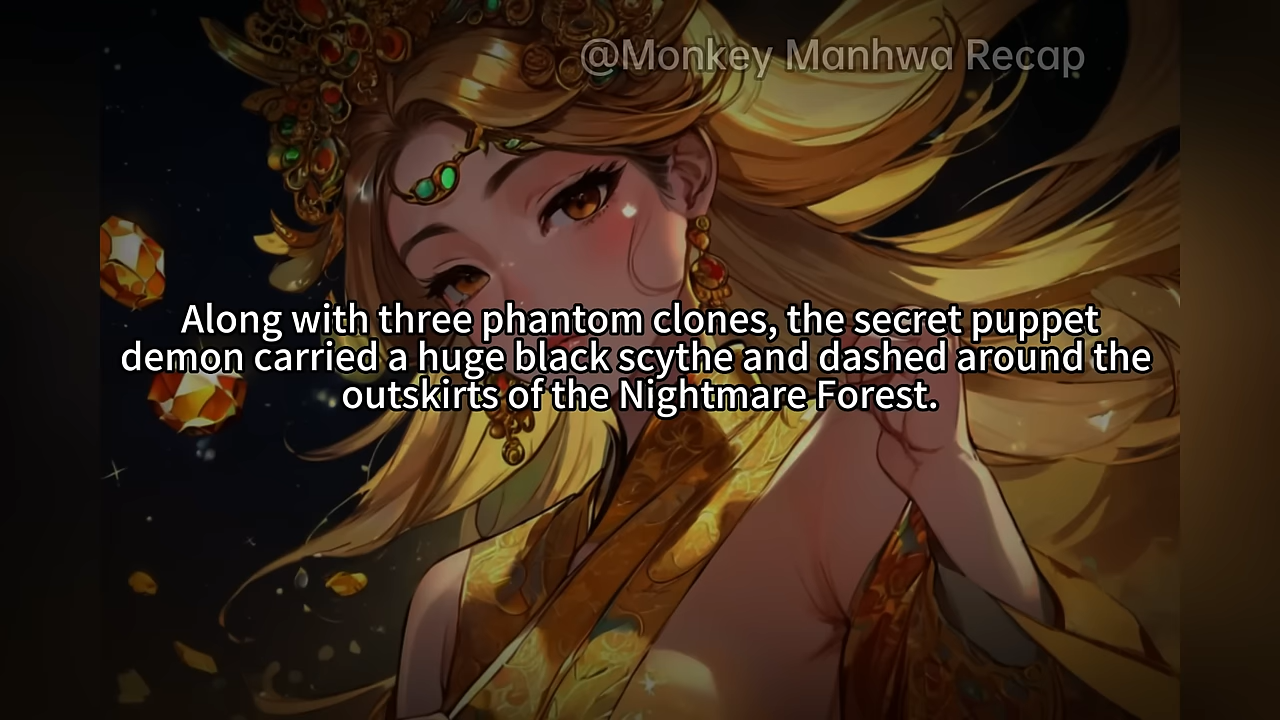 @Monkey Manhwa Recap
Along with three phantom clones, the secret puppet
demon carried a huge black scythe and dashed around the
outskirts of the Nightmare Forest.